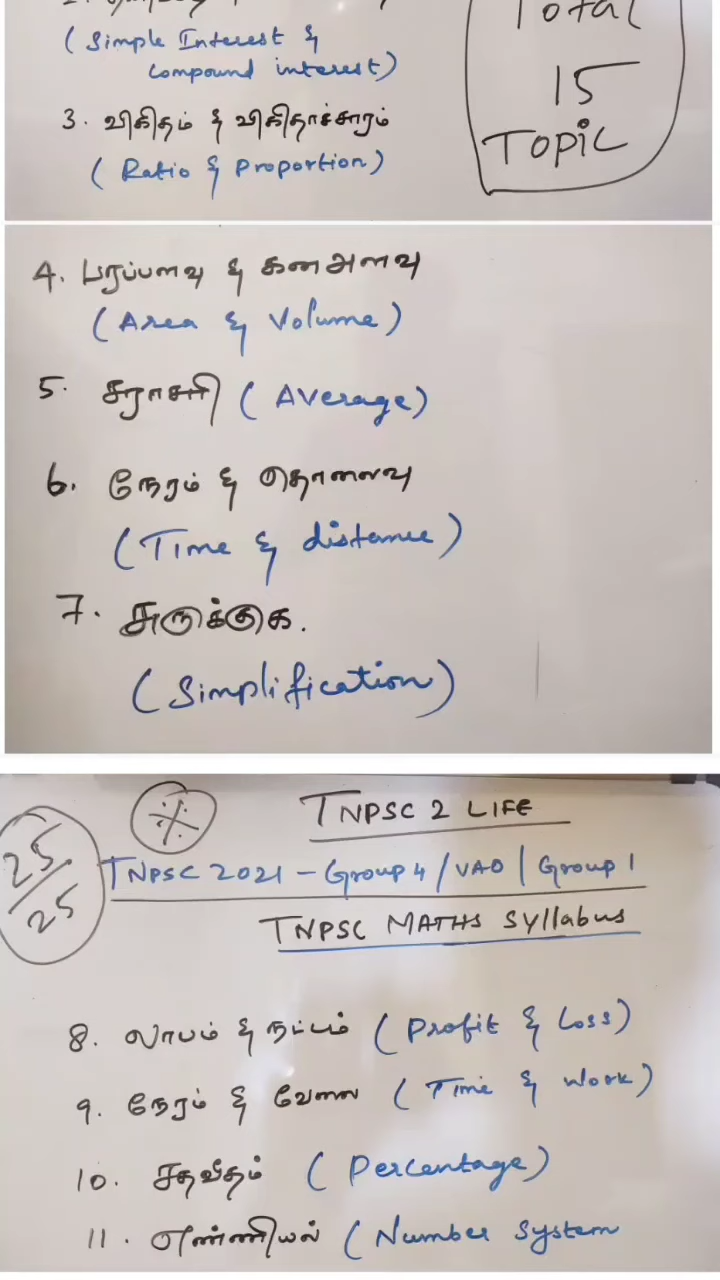 (Simple Interest &
Compound interest)
3. விகிதம் & விகிதாச்சாரம்
(Ratio & Proportion)
Total
15
Topic
4. பரப்பளவு & கனஅளவு
(Area & Volume)
5. சராசரி (Average)
6. நேரம் & தொலைவு
(Time & distance)
7. சுருக்குக.
(Simplification)
25/25
TNPSC 2 LIFE
TNPSC 2021 - Group 4 / VAO | Group 1
TNPSC MATHS Syllabus
8. லாபம் & நட்டம் (Profit & Loss)
9. நேரம் & வேலை (Time & work)
10. சதவீதம் (Percentage)
11. எண்ணியல் (Number System